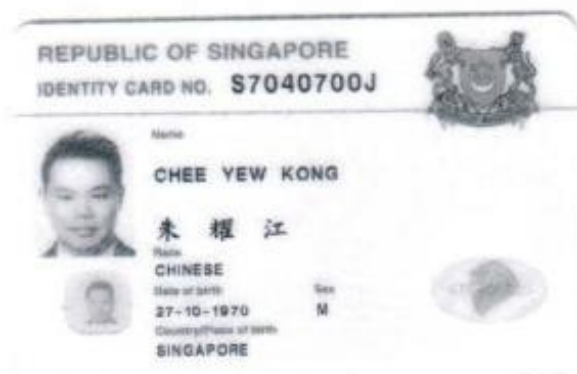 REPUBLIC OF SINGAPORE
IDENTITY CARD NO. S7040700J
Name
CHEE YEW KONG
朱耀江
Race
CHINESE
Date of birth Sex
27-10-1970 M
Country/Place of birth
SINGAPORE